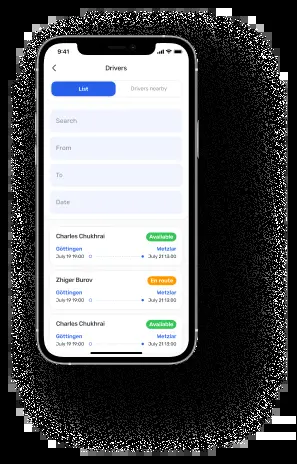 9:41
Drivers
List Drivers nearby
Search
From
To
Date
Charles Chukhrai Available
Göttingen Metzlar
July 19 19:00 July 21 13:00
Zhiger Burov En route
Göttingen Metzlar
July 19 19:00 July 21 13:00
Charles Chukhrai Available
Göttingen Metzlar
July 19 19:00 July 21 13:00